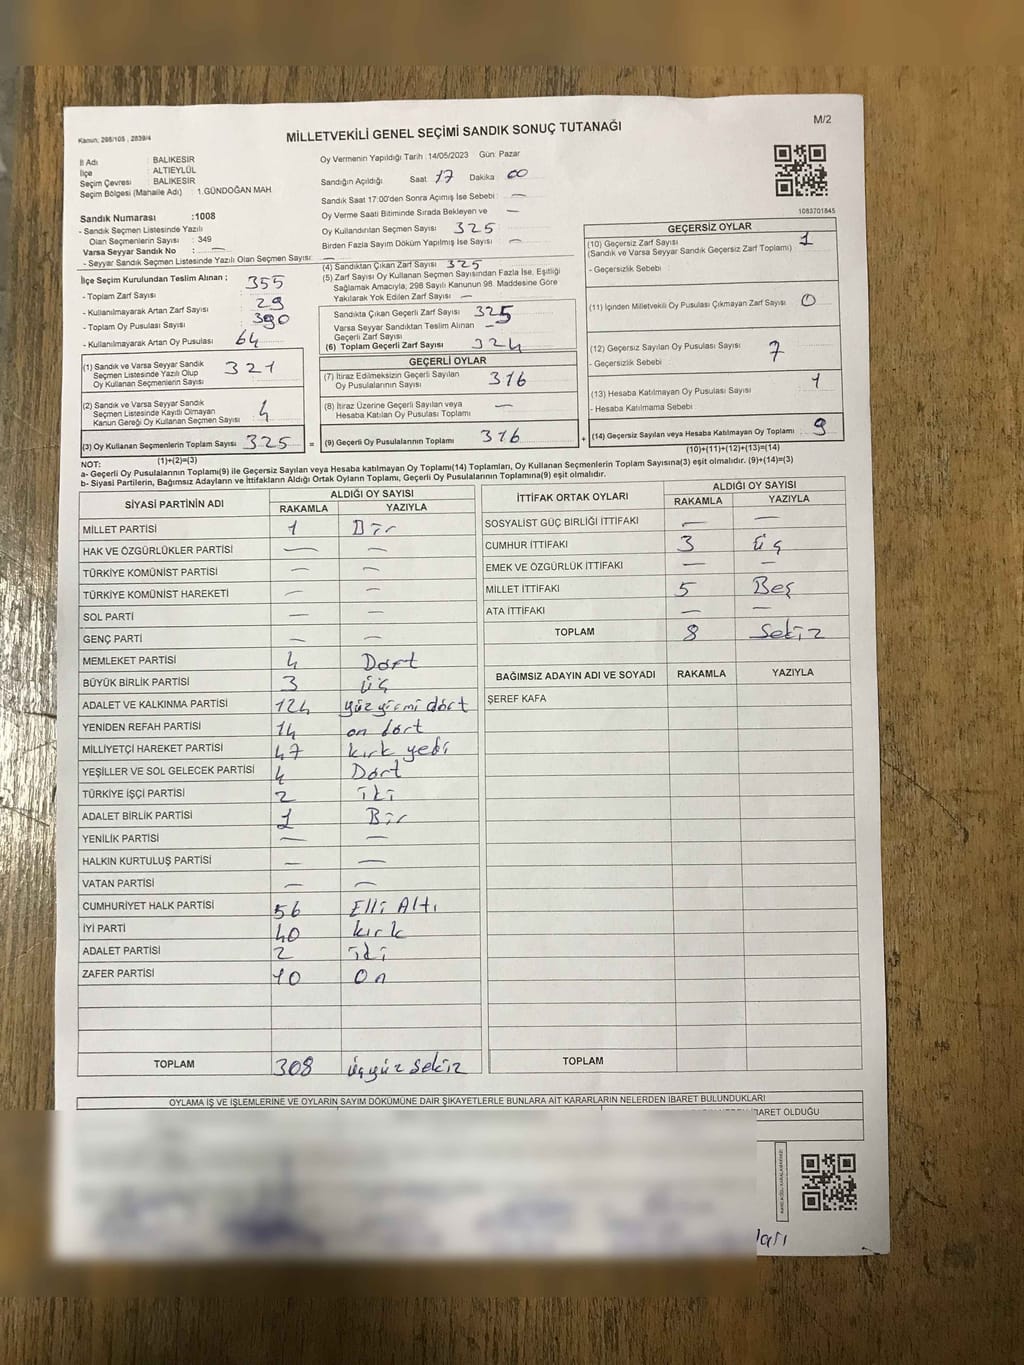 M/2
Kanun: 298/105 , 2839/4
MİLLETVEKİLİ GENEL SEÇİMİ SANDIK SONUÇ TUTANAĞI
İl Adı : BALIKESİR
İlçe : ALTIEYLÜL
Seçim Çevresi : BALIKESİR
Seçim Bölgesi (Mahalle Adı) : 1.GÜNDOĞAN MAH.
Sandık Numarası :1008
- Sandık Seçmen Listesinde Yazılı
Olan Seçmenlerin Sayısı : 349
Varsa Seyyar Sandık No : —
- Seyyar Sandık Seçmen Listesinde Yazılı Olan Seçmen Sayısı: —
Oy Vermenin Yapıldığı Tarih : 14/05/2023 Gün: Pazar
Sandığın Açıldığı Saat 17 Dakika 00
Sandık Saat 17:00'den Sonra Açılmış İse Sebebi : —
Oy Verme Saati Bitiminde Sırada Bekleyen ve —
Oy Kullandırılan Seçmen Sayısı : 325
Birden Fazla Sayım Döküm Yapılmış İse Sayısı : —
1083701845
İlçe Seçim Kurulundan Teslim Alınan : 355
- Toplam Zarf Sayısı
- Kullanılmayarak Artan Zarf Sayısı : 29
- Toplam Oy Pusulası Sayısı : 390
- Kullanılmayarak Artan Oy Pusulası : 64
(1) Sandık ve Varsa Seyyar Sandık
Seçmen Listesinde Yazılı Olup
Oy Kullanan Seçmenlerin Sayısı : 321
(2) Sandık ve Varsa Seyyar Sandık
Seçmen Listesinde Kayıtlı Olmayan
Kanun Gereği Oy Kullanan Seçmen Sayısı : 4
(3) Oy Kullanan Seçmenlerin Toplam Sayısı : 325 =
(1)+(2)=(3)
(4) Sandıktan Çıkan Zarf Sayısı : 325
(5) Zarf Sayısı Oy Kullanan Seçmen Sayısından Fazla İse, Eşitliği
Sağlamak Amacıyla; 298 Sayılı Kanunun 98. Maddesine Göre
Yakılarak Yok Edilen Zarf Sayısı : —
Sandıkta Çıkan Geçerli Zarf Sayısı : 325
Varsa Seyyar Sandıktan Teslim Alınan
Geçerli Zarf Sayısı : —
(6) Toplam Geçerli Zarf Sayısı : 324
GEÇERLİ OYLAR
(7) İtiraz Edilmeksizin Geçerli Sayılan
Oy Pusulalarının Sayısı : 316
(8) İtiraz Üzerine Geçerli Sayılan veya
Hesaba Katılan Oy Pusulası Toplamı : —
(9) Geçerli Oy Pusulalarının Toplamı : 316 +
GEÇERSİZ OYLAR
(10) Geçersiz Zarf Sayısı : 1
(Sandık ve Varsa Seyyar Sandık Geçersiz Zarf Toplamı)
- Geçersizlik Sebebi :
(11) İçinden Milletvekili Oy Pusulası Çıkmayan Zarf Sayısı : 0
(12) Geçersiz Sayılan Oy Pusulası Sayısı : 7
- Geçersizlik Sebebi :
(13) Hesaba Katılmayan Oy Pusulası Sayısı : 1
- Hesaba Katılmama Sebebi :
(14) Geçersiz Sayılan veya Hesaba Katılmayan Oy Toplamı : 9
(10)+(11)+(12)+(13)=(14)
NOT:
a- Geçerli Oy Pusulalarının Toplamı(9) ile Geçersiz Sayılan veya Hesaba katılmayan Oy Toplamı(14) Toplamları, Oy Kullanan Seçmenlerin Toplam Sayısına(3) eşit olmalıdır. (9)+(14)=(3)
b- Siyasi Partilerin, Bağımsız Adayların ve İttifakların Aldığı Ortak Oyların Toplamı, Geçerli Oy Pusulalarının Toplamına(9) eşit olmalıdır.
SİYASİ PARTİNİN ADI ALDIĞI OY SAYISI
RAKAMLA YAZIYLA
MİLLET PARTİSİ 1 Bir
HAK VE ÖZGÜRLÜKLER PARTİSİ — —
TÜRKİYE KOMÜNİST PARTİSİ — —
TÜRKİYE KOMÜNİST HAREKETİ — —
SOL PARTİ — —
GENÇ PARTİ — —
MEMLEKET PARTİSİ 4 Dört
BÜYÜK BİRLİK PARTİSİ 3 üç
ADALET VE KALKINMA PARTİSİ 124 yüz yirmi dört
YENİDEN REFAH PARTİSİ 14 on dört
MİLLİYETÇİ HAREKET PARTİSİ 47 kırk yedi
YEŞİLLER VE SOL GELECEK PARTİSİ 4 Dört
TÜRKİYE İŞÇİ PARTİSİ 2 iki
ADALET BİRLİK PARTİSİ 1 Bir
YENİLİK PARTİSİ — —
HALKIN KURTULUŞ PARTİSİ — —
VATAN PARTİSİ — —
CUMHURİYET HALK PARTİSİ 56 Elli Altı
İYİ PARTİ 40 kırk
ADALET PARTİSİ 2 iki
ZAFER PARTİSİ 10 On
TOPLAM 308 üçyüz sekiz
İTTİFAK ORTAK OYLARI ALDIĞI OY SAYISI
RAKAMLA YAZIYLA
SOSYALİST GÜÇ BİRLİĞİ İTTİFAKI — —
CUMHUR İTTİFAKI 3 üç
EMEK VE ÖZGÜRLÜK İTTİFAKI — —
MİLLET İTTİFAKI 5 Beş
ATA İTTİFAKI — —
TOPLAM 8 Sekiz
BAĞIMSIZ ADAYIN ADI VE SOYADI RAKAMLA YAZIYLA
ŞEREF KAFA
TOPLAM
OYLAMA İŞ VE İŞLEMLERİNE VE OYLARIN SAYIM DÖKÜMÜNE DAİR ŞİKAYETLERLE BUNLARA AİT KARARLARIN NELERDEN İBARET BULUNDUKLARI
İBARET OLDUĞU